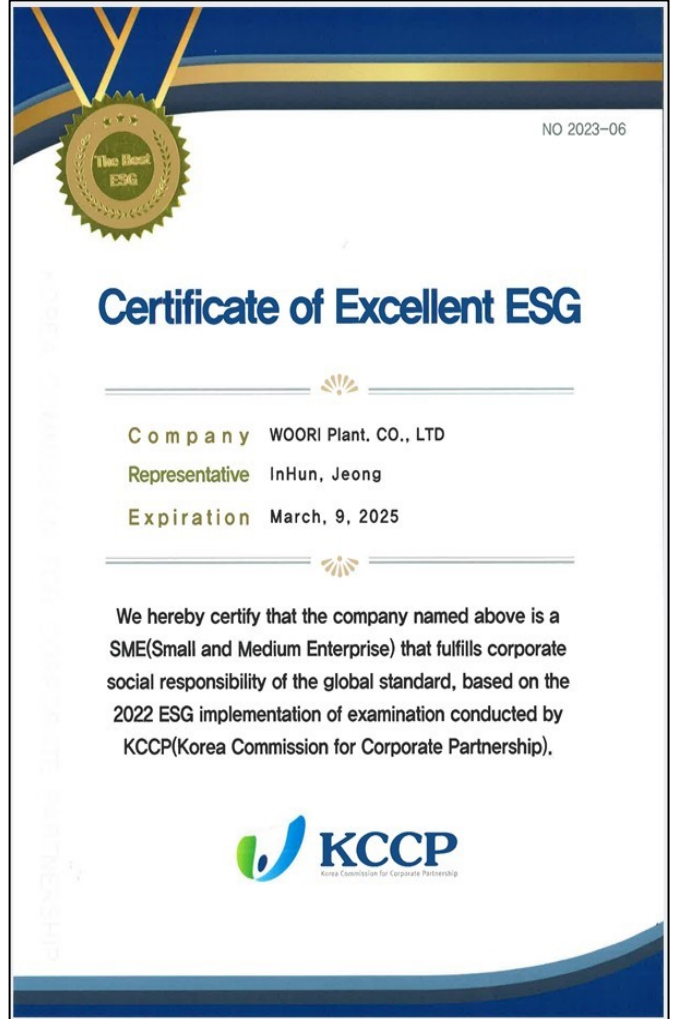 NO 2023-06
The Best
ESG
Certificate of Excellent ESG
Company WOORI Plant. CO., LTD
Representative InHun, Jeong
Expiration March, 9, 2025
We hereby certify that the company named above is a
SME(Small and Medium Enterprise) that fulfills corporate
social responsibility of the global standard, based on the
2022 ESG implementation of examination conducted by
KCCP(Korea Commission for Corporate Partnership).
KCCP
Korea Commission for Corporate Partnership